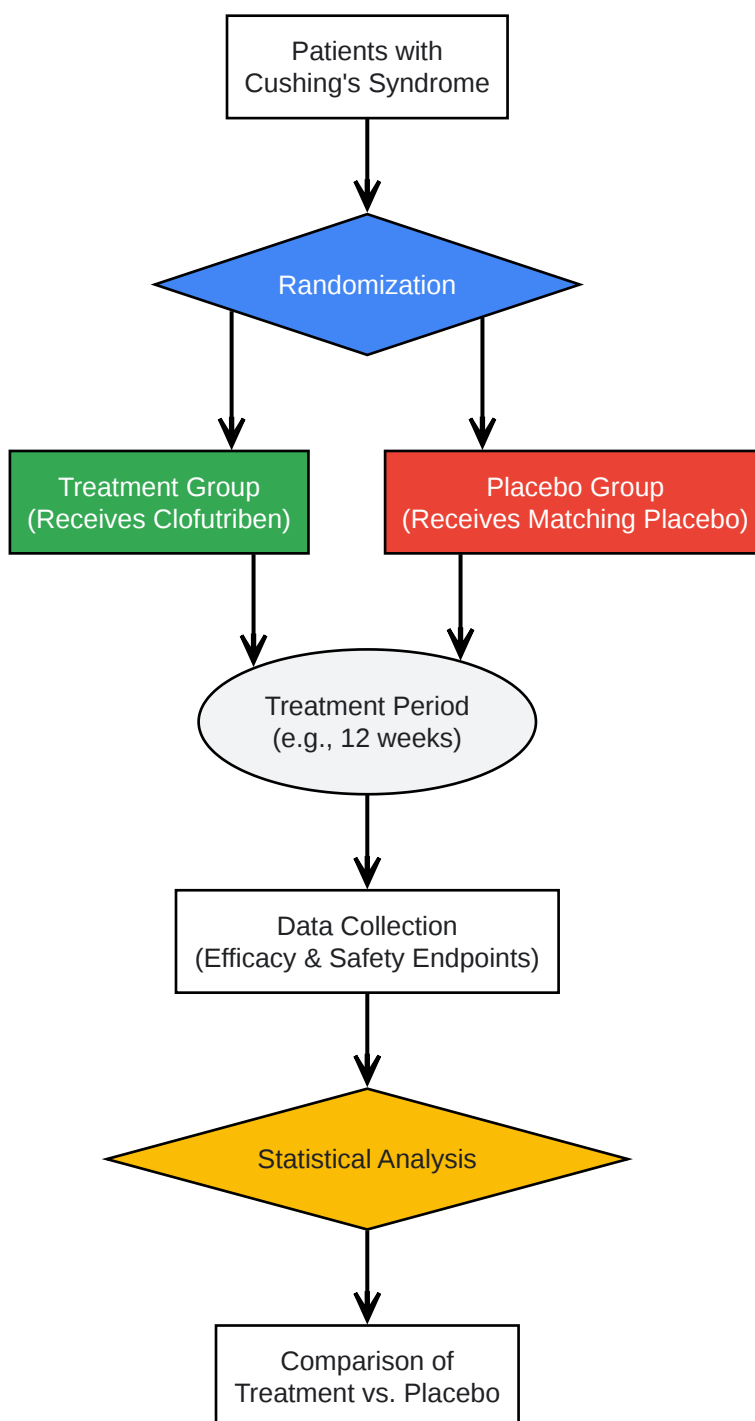 Patients with
Cushing's Syndrome
Randomization
Treatment Group
(Receives Clofutriben)
Placebo Group
(Receives Matching Placebo)
Treatment Period
(e.g., 12 weeks)
Data Collection
(Efficacy & Safety Endpoints)
Statistical Analysis
Comparison of
Treatment vs. Placebo